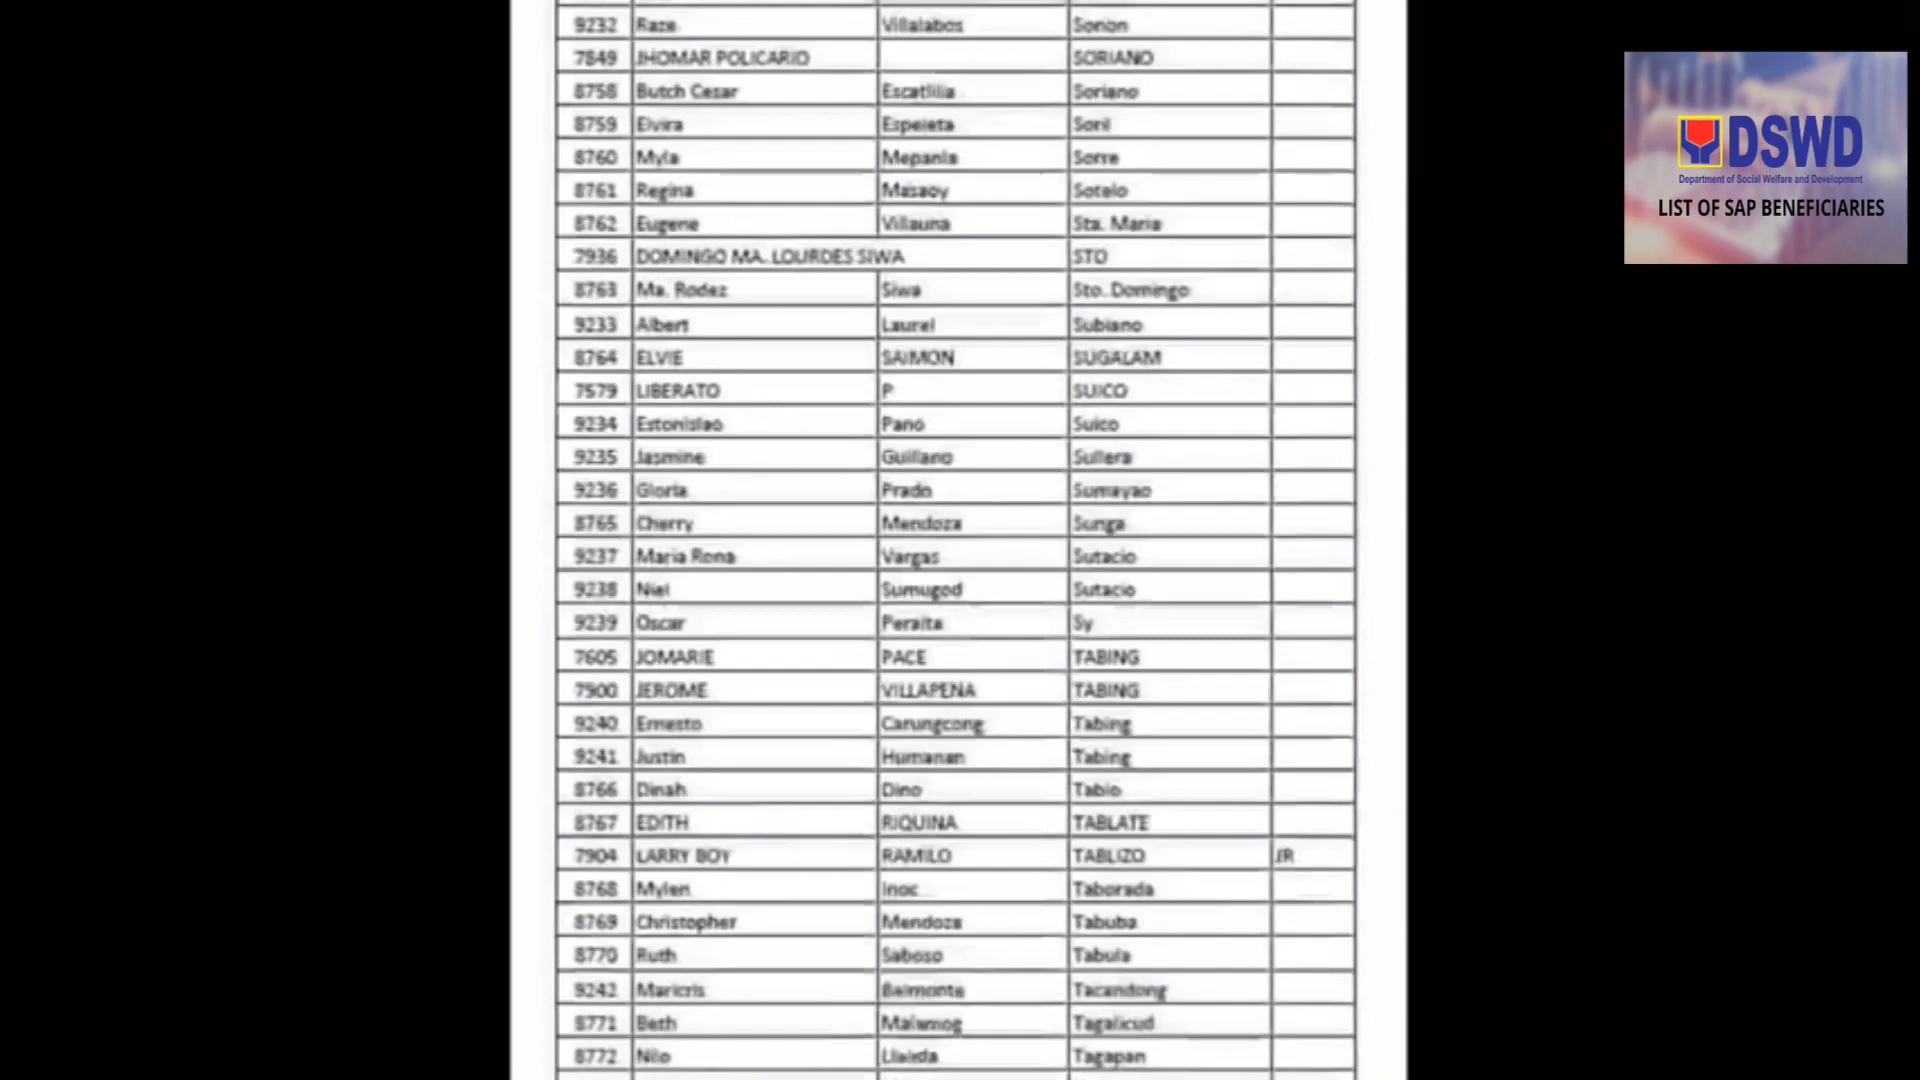 9232 Raze Villalabos Sonon
7849 JHOMAR POLICARIO SORIANO
8758 Butch Cesar Escatlilia Soriano
8759 Elvira Espeleta Soril
8760 Myla Mepania Sorre
8761 Regina Masaoy Sotelo
8762 Eugene Villauna Sta. Maria
7936 DOMINGO MA. LOURDES SIWA STO
8763 Ma. Rodez Siwa Sto. Domingo
9233 Albert Laurel Subiano
8764 ELVIE SAIMON SUGALAM
7579 LIBERATO P SUICO
9234 Estonislao Pano Suico
9235 Jasmine Guillano Sullera
9236 Gloria Prado Sumayao
8765 Cherry Mendoza Sunga
9237 Maria Rona Vargas Sutacio
9238 Niel Sumugod Sutacio
9239 Oscar Peralta Sy
7605 JOMARIE PACE TABING
7900 JEROME VILLAPENA TABING
9240 Ernesto Carungcong Tabing
9241 Justin Humanan Tabing
8766 Dinah Dino Tabio
8767 EDITH RIQUINA TABLATE
7904 LARRY BOY RAMILO TABLIZO JR
8768 Mylen Inoc Taborada
8769 Christopher Mendoza Tabuba
8770 Ruth Saboso Tabula
9242 Maricris Belmonte Tacandong
8771 Beth Malamog Tagalicud
8772 Nilo Tagapan
DSWD
Department of Social Welfare and Development
LIST OF SAP BENEFICIARIES